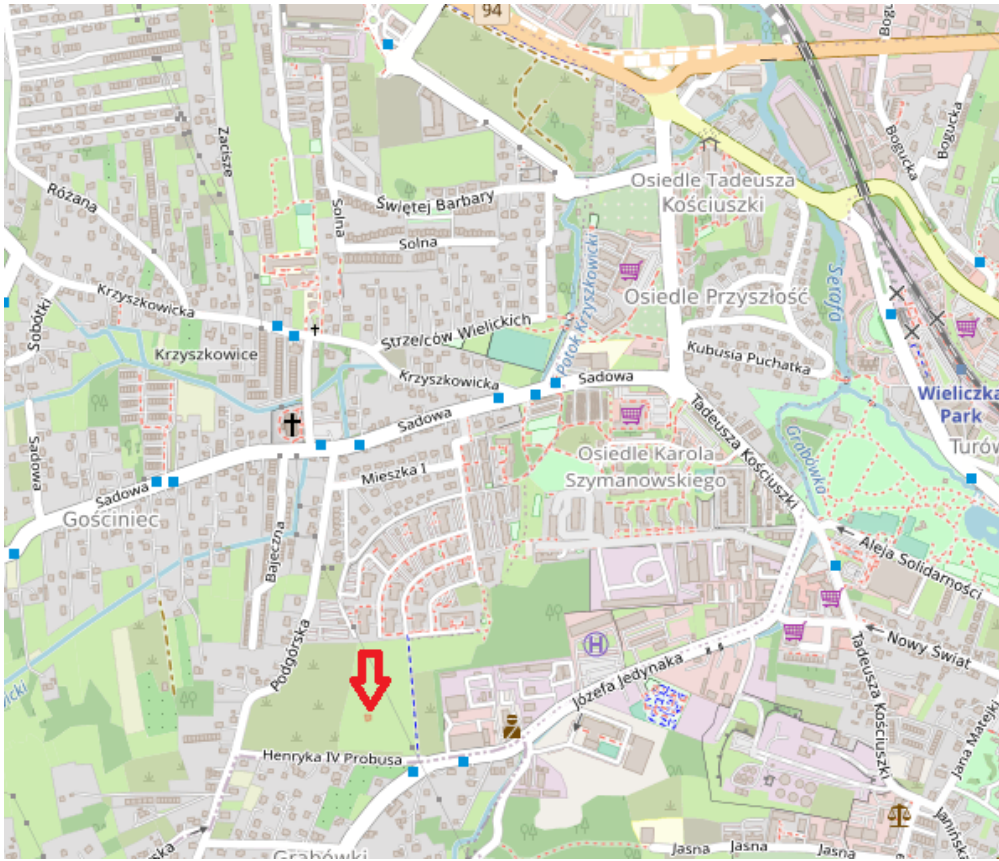 94
Bogucka
Bogucka
Bogucka
Zacisze
Różana
Solna
Świętej Barbary
Solna
Osiedle Tadeusza
Kościuszki
Potok Krzyszkowicki
Serafa
Osiedle Przyszłość
Sobótki
Krzyszkowicka
Strzelców Wielickich
Krzyszkowice
Kubusia Puchatka
Krzyszkowicka
Sadowa
Wieliczka
Park
Sadowa
Tadeusza Kościuszki
Turów
Sadowa
Mieszka I
Osiedle Karola
Szymanowskiego
Grabówka
Sadowa
Gościniec
Bajeczna
Aleja Solidarności
Podgórska
H
Józefa Jedynaka
Nowy Świat
Tadeusza Kościuszki
Jana Matejki
Henryka IV Probusa
Grabówki
Jasna
Jasna
Jasna